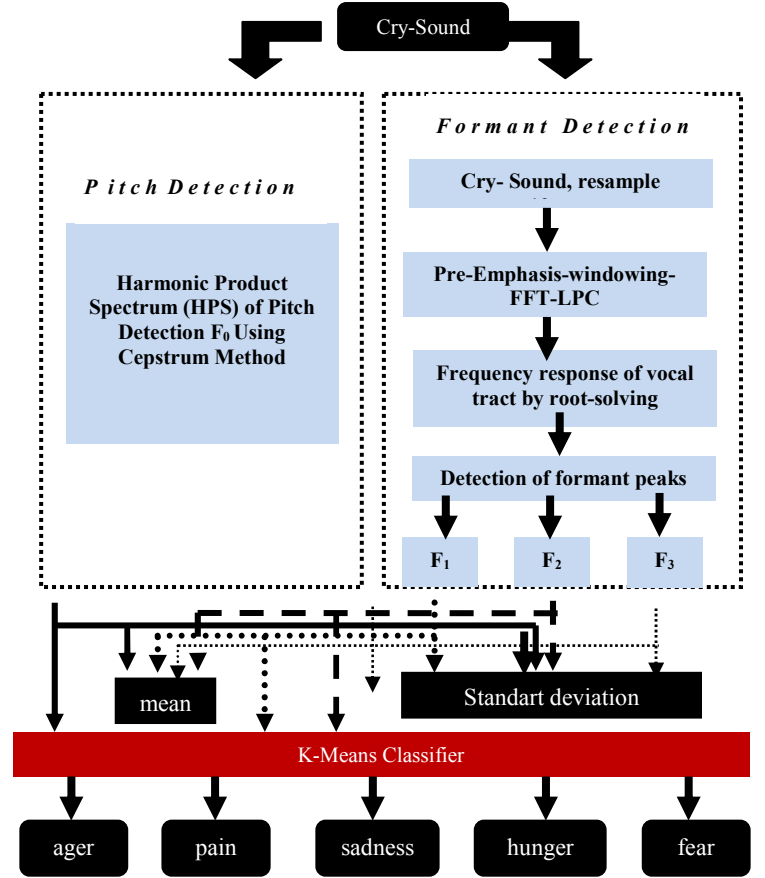 Cry-Sound
Pitch Detection
Harmonic Product
Spectrum (HPS) of Pitch
Detection F₀ Using
Cepstrum Method
Formant Detection
Cry- Sound, resample
Pre-Emphasis-windowing-
FFT-LPC
Frequency response of vocal
tract by root-solving
Detection of formant peaks
F₁ F₂ F₃
mean
Standart deviation
K-Means Classifier
ager pain sadness hunger fear